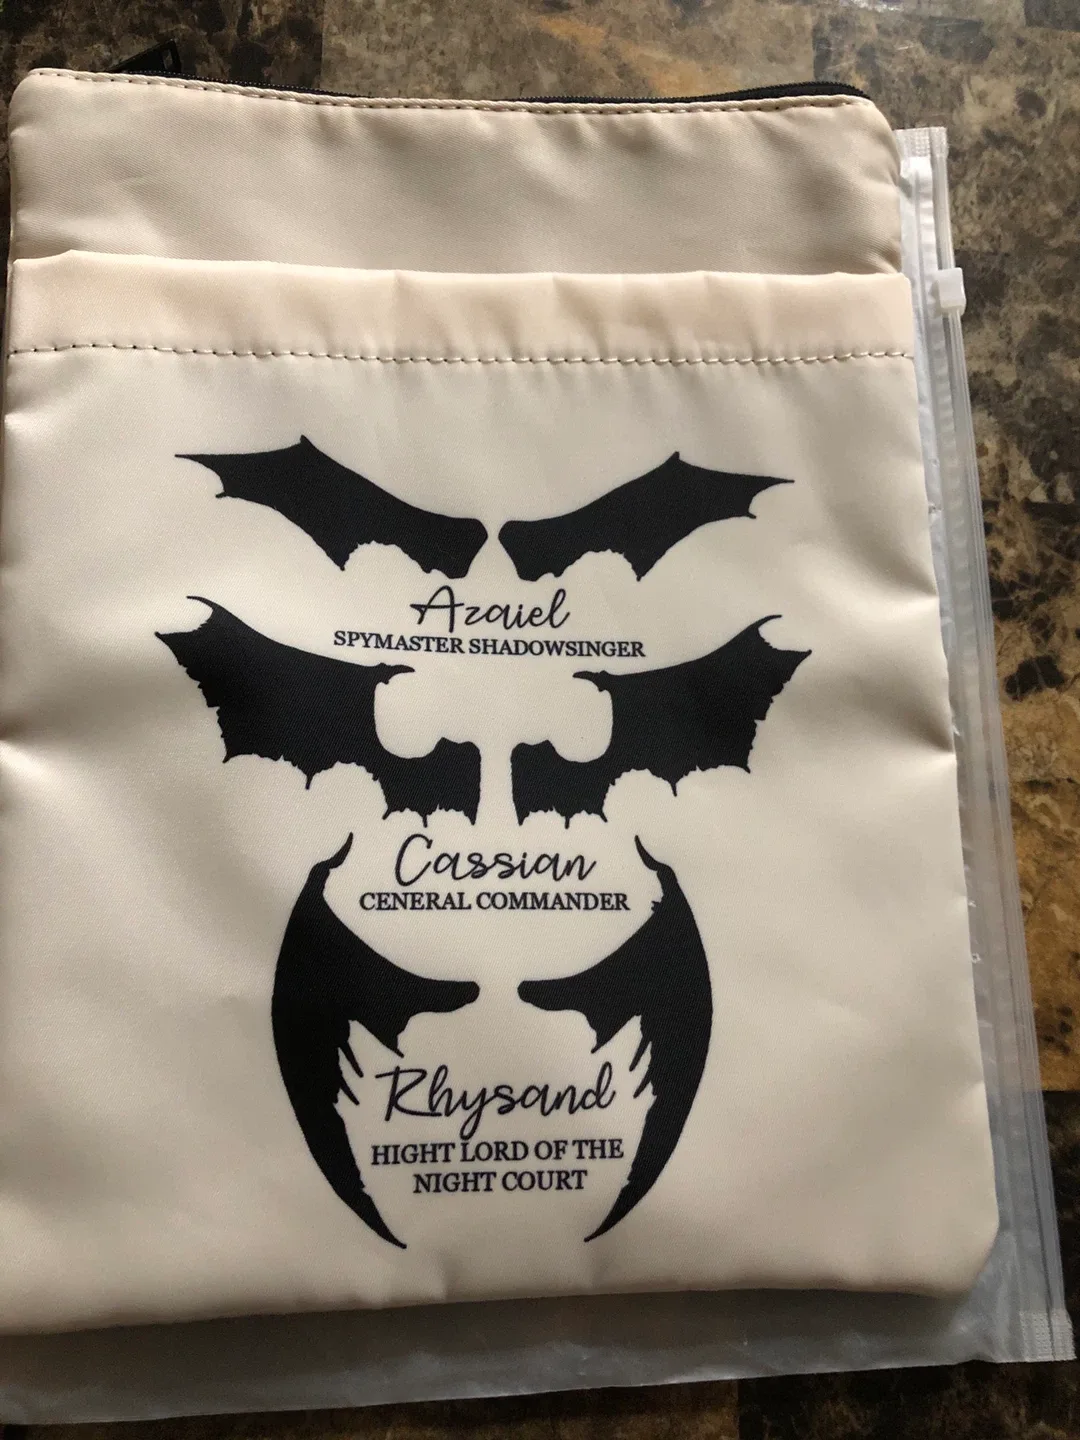 Azaiel
SPYMASTER SHADOWSINGER
Cassian
CENERAL COMMANDER
Rhysand
HIGHT LORD OF THE
NIGHT COURT